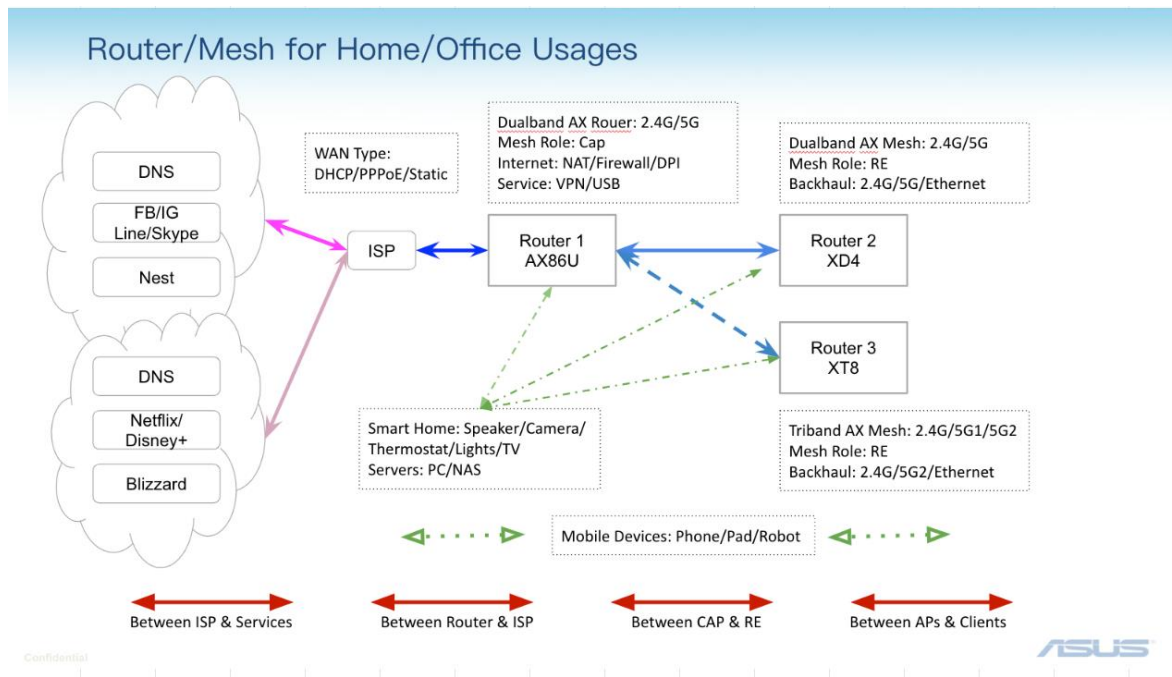 Router/Mesh for Home/Office Usages
DNS
FB/IG
Line/Skype
Nest
DNS
Netflix/
Disney+
Blizzard
WAN Type:
DHCP/PPPoE/Static
ISP
Dualband AX Rouer: 2.4G/5G
Mesh Role: Cap
Internet: NAT/Firewall/DPI
Service: VPN/USB
Router 1
AX86U
Dualband AX Mesh: 2.4G/5G
Mesh Role: RE
Backhaul: 2.4G/5G/Ethernet
Router 2
XD4
Router 3
XT8
Triband AX Mesh: 2.4G/5G1/5G2
Mesh Role: RE
Backhaul: 2.4G/5G2/Ethernet
Smart Home: Speaker/Camera/
Thermostat/Lights/TV
Servers: PC/NAS
Mobile Devices: Phone/Pad/Robot
Between ISP & Services
Between Router & ISP
Between CAP & RE
Between APs & Clients
Confidential
ASUS